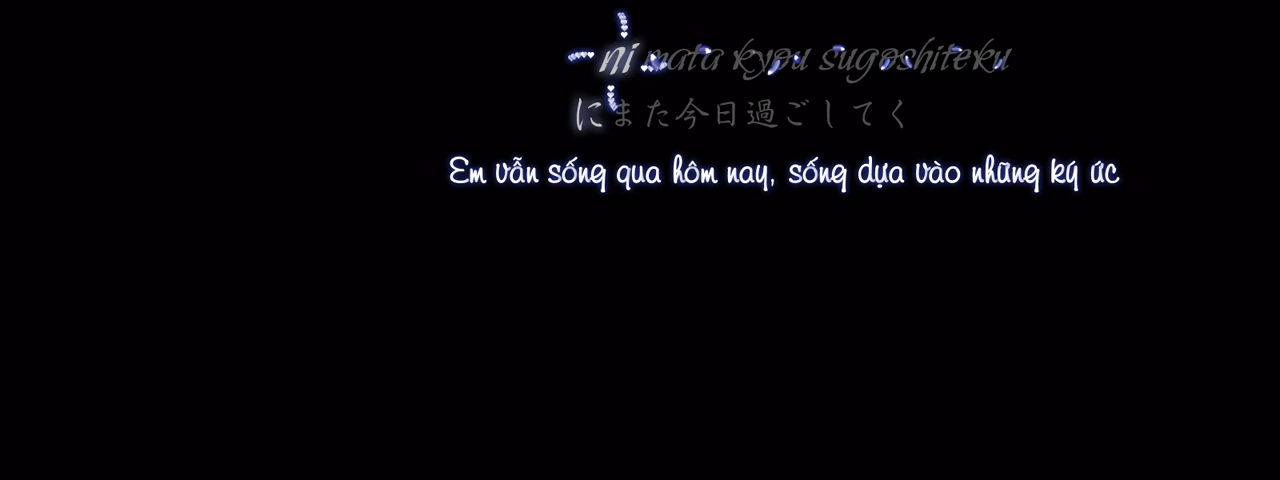 ni mata kyou sugoshiteku
にまた今日過ごしてく
Em vẫn sống qua hôm nay, sống dựa vào những ký ức